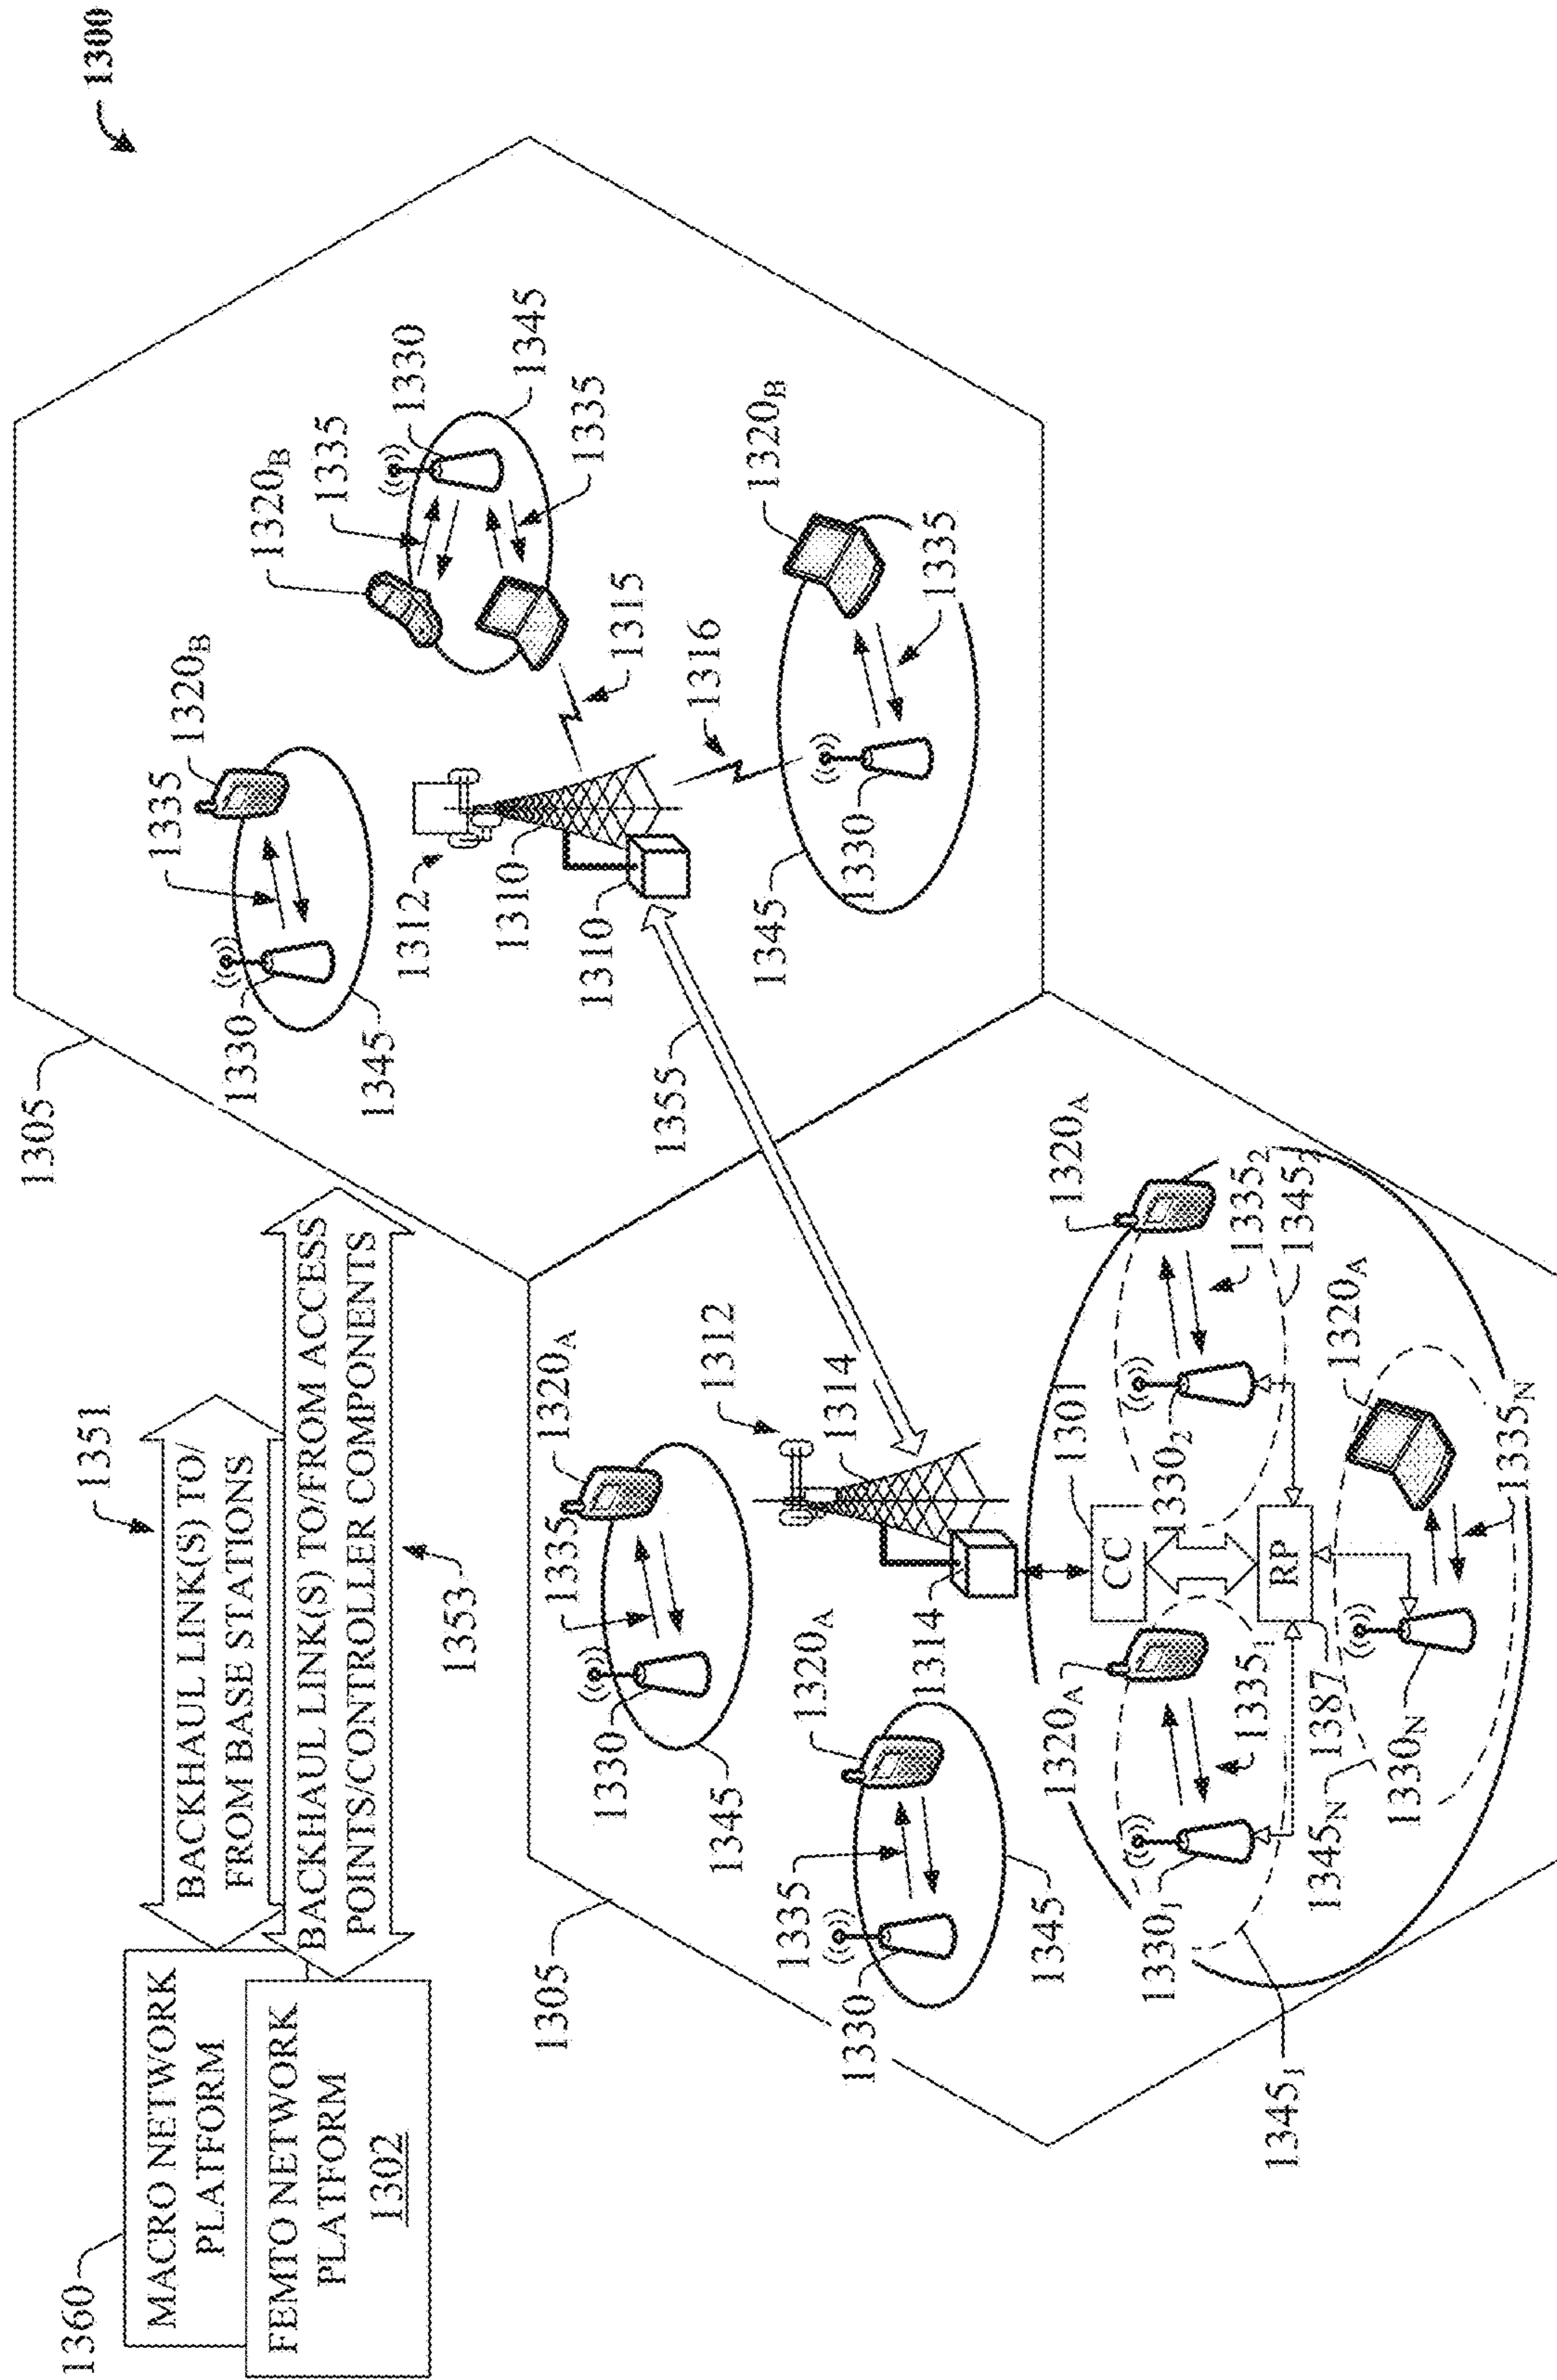 1300
1360
MACRO NETWORK
PLATFORM
FEMTO NETWORK
PLATFORM
1302
1351
BACKHAUL LINK(S) TO/
FROM BASE STATIONS
BACKHAUL LINK(S) TO/FROM ACCESS
POINTS/CONTROLLER COMPONENTS
1353
1305
1330
1335
1320B
1345
1312
1310
1310
1320B
1335
1330
1345
1335
1315
1316
1320B
1335
1330
1345
1355
1305
1330
1335
1320A
1345
1330
1335
1320A
1345
1312
1314
1314
1301
CC
RP
1387
1320A
1330₁
1335₁
1345₁
1320A
1330₂
1335₂
1345₂
1320A
1330N
1335N
1345N